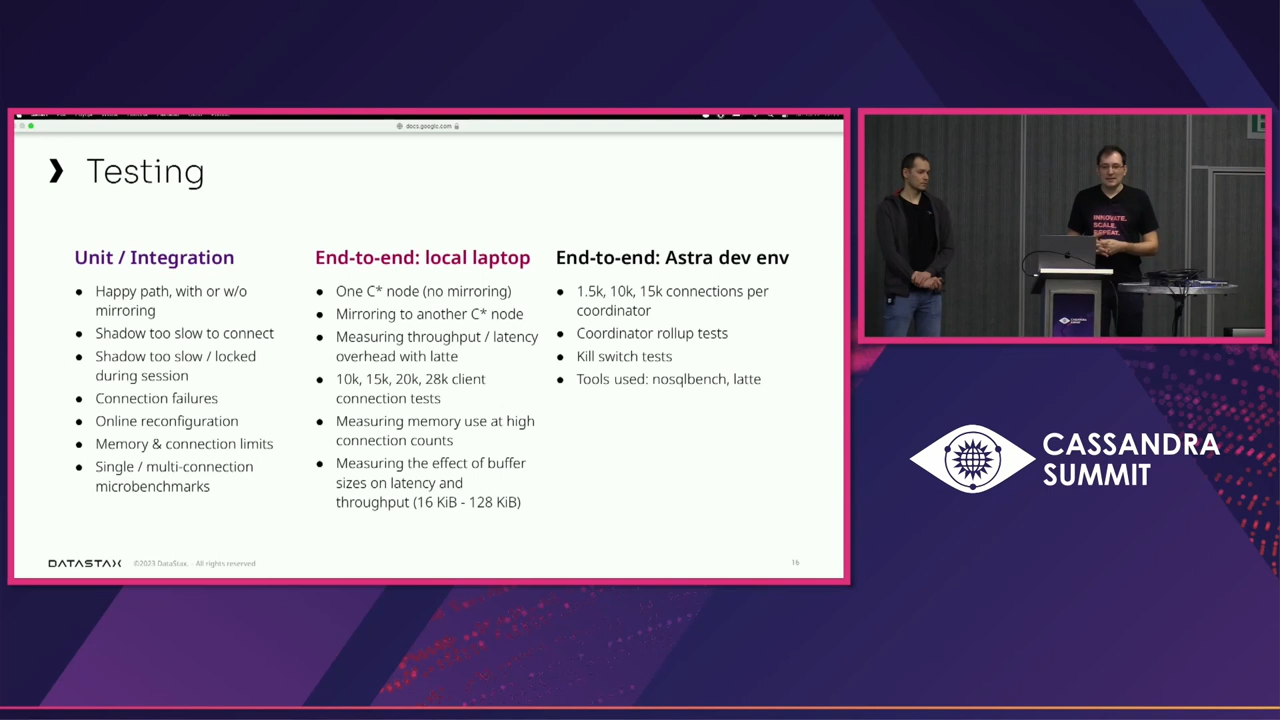 docs.google.com
Testing
Unit / Integration
● Happy path, with or w/o
mirroring
● Shadow too slow to connect
● Shadow too slow / locked
during session
● Connection failures
● Online reconfiguration
● Memory & connection limits
● Single / multi-connection
microbenchmarks
End-to-end: local laptop
● One C* node (no mirroring)
● Mirroring to another C* node
● Measuring throughput / latency
overhead with latte
● 10k, 15k, 20k, 28k client
connection tests
● Measuring memory use at high
connection counts
● Measuring the effect of buffer
sizes on latency and
throughput (16 KiB - 128 KiB)
End-to-end: Astra dev env
● 1.5k, 10k, 15k connections per
coordinator
● Coordinator rollup tests
● Kill switch tests
● Tools used: nosqlbench, latte
DATASTAX ©2023 DataStax. - All rights reserved
16
INNOVATE.
SCALE.
REPEAT.
CASSANDRA
SUMMIT